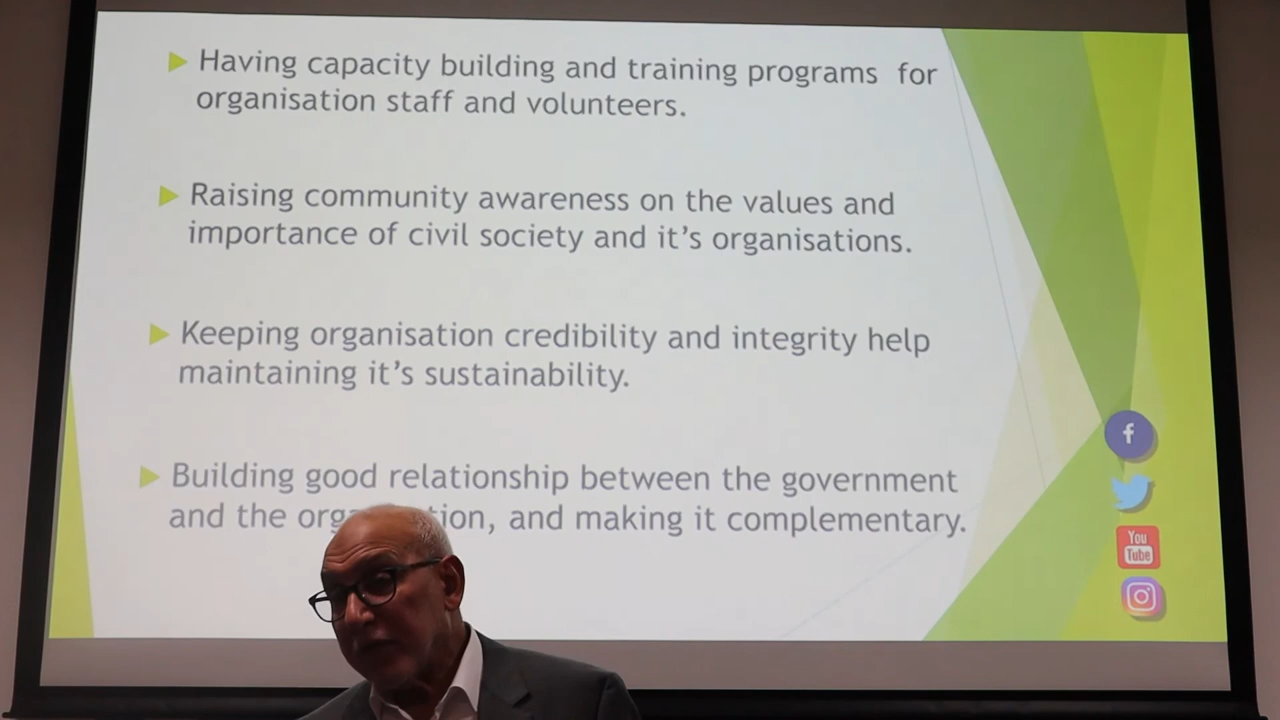 Having capacity building and training programs for
organisation staff and volunteers.
Raising community awareness on the values and
importance of civil society and it's organisations.
Keeping organisation credibility and integrity help
maintaining it's sustainability.
Building good relationship between the government
and the tion, and making it complementary.
f
You
Tube